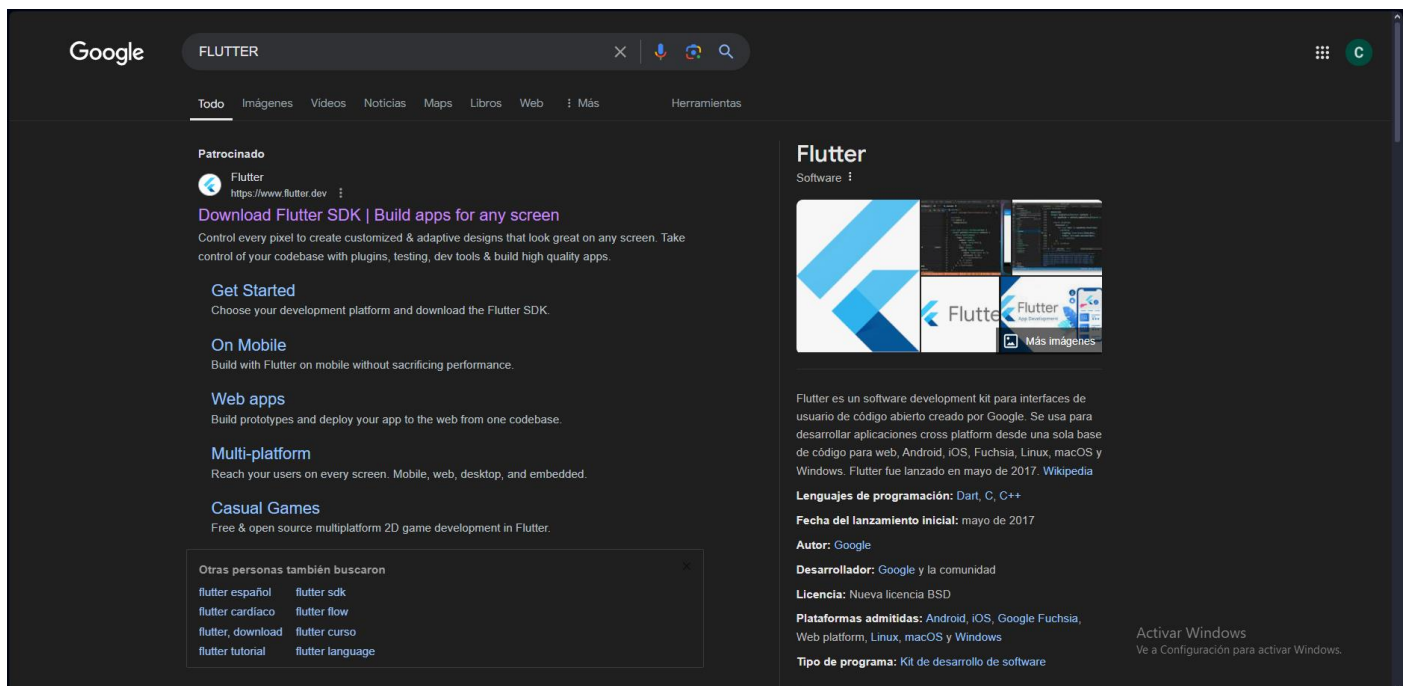 Google
FLUTTER
C
Todo Imágenes Videos Noticias Maps Libros Web Más Herramientas
Patrocinado
Flutter
https://www.flutter.dev
Download Flutter SDK | Build apps for any screen
Control every pixel to create customized & adaptive designs that look great on any screen. Take
control of your codebase with plugins, testing, dev tools & build high quality apps.
Get Started
Choose your development platform and download the Flutter SDK.
On Mobile
Build with Flutter on mobile without sacrificing performance.
Web apps
Build prototypes and deploy your app to the web from one codebase.
Multi-platform
Reach your users on every screen. Mobile, web, desktop, and embedded.
Casual Games
Free & open source multiplatform 2D game development in Flutter.
Otras personas también buscaron
flutter español flutter sdk
flutter cardíaco flutter flow
flutter, download flutter curso
flutter tutorial flutter language
Flutter
Software
Flutte
Flutter
App Development
Más imágenes
Flutter es un software development kit para interfaces de
usuario de código abierto creado por Google. Se usa para
desarrollar aplicaciones cross platform desde una sola base
de código para web, Android, iOS, Fuchsia, Linux, macOS y
Windows. Flutter fue lanzado en mayo de 2017. Wikipedia
Lenguajes de programación: Dart, C, C++
Fecha del lanzamiento inicial: mayo de 2017
Autor: Google
Desarrollador: Google y la comunidad
Licencia: Nueva licencia BSD
Plataformas admitidas: Android, iOS, Google Fuchsia,
Web platform, Linux, macOS y Windows
Tipo de programa: Kit de desarrollo de software
Activar Windows
Ve a Configuración para activar Windows.